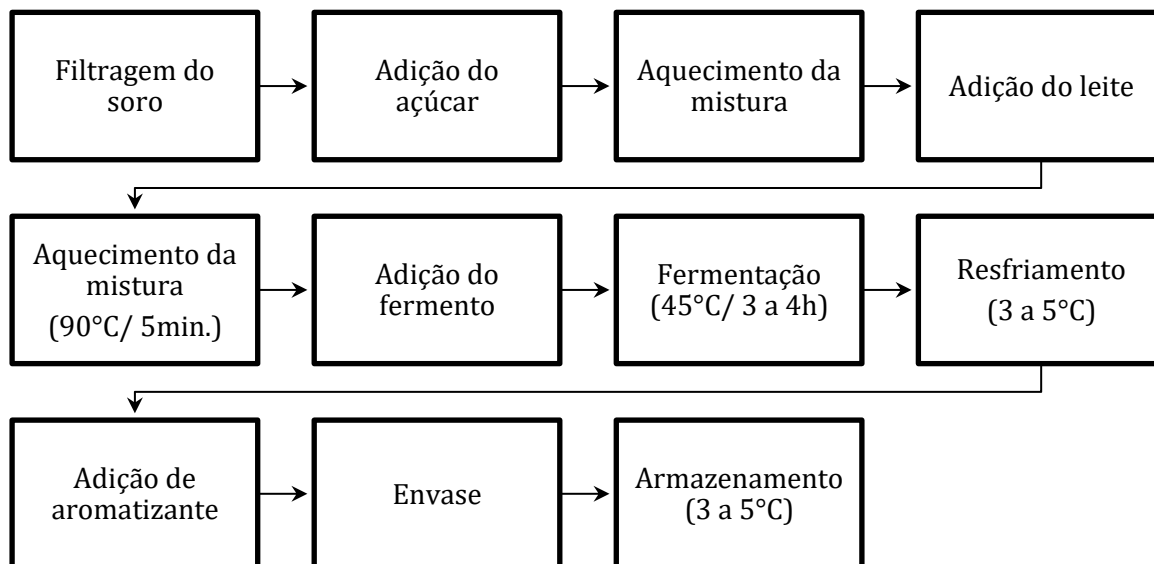 Filtragem do
soro
Adição do
açúcar
Aquecimento da
mistura
Adição do leite
Aquecimento da
mistura
(90°C/ 5min.)
Adição do
fermento
Fermentação
(45°C/ 3 a 4h)
Resfriamento
(3 a 5°C)
Adição de
aromatizante
Envase
Armazenamento
(3 a 5°C)